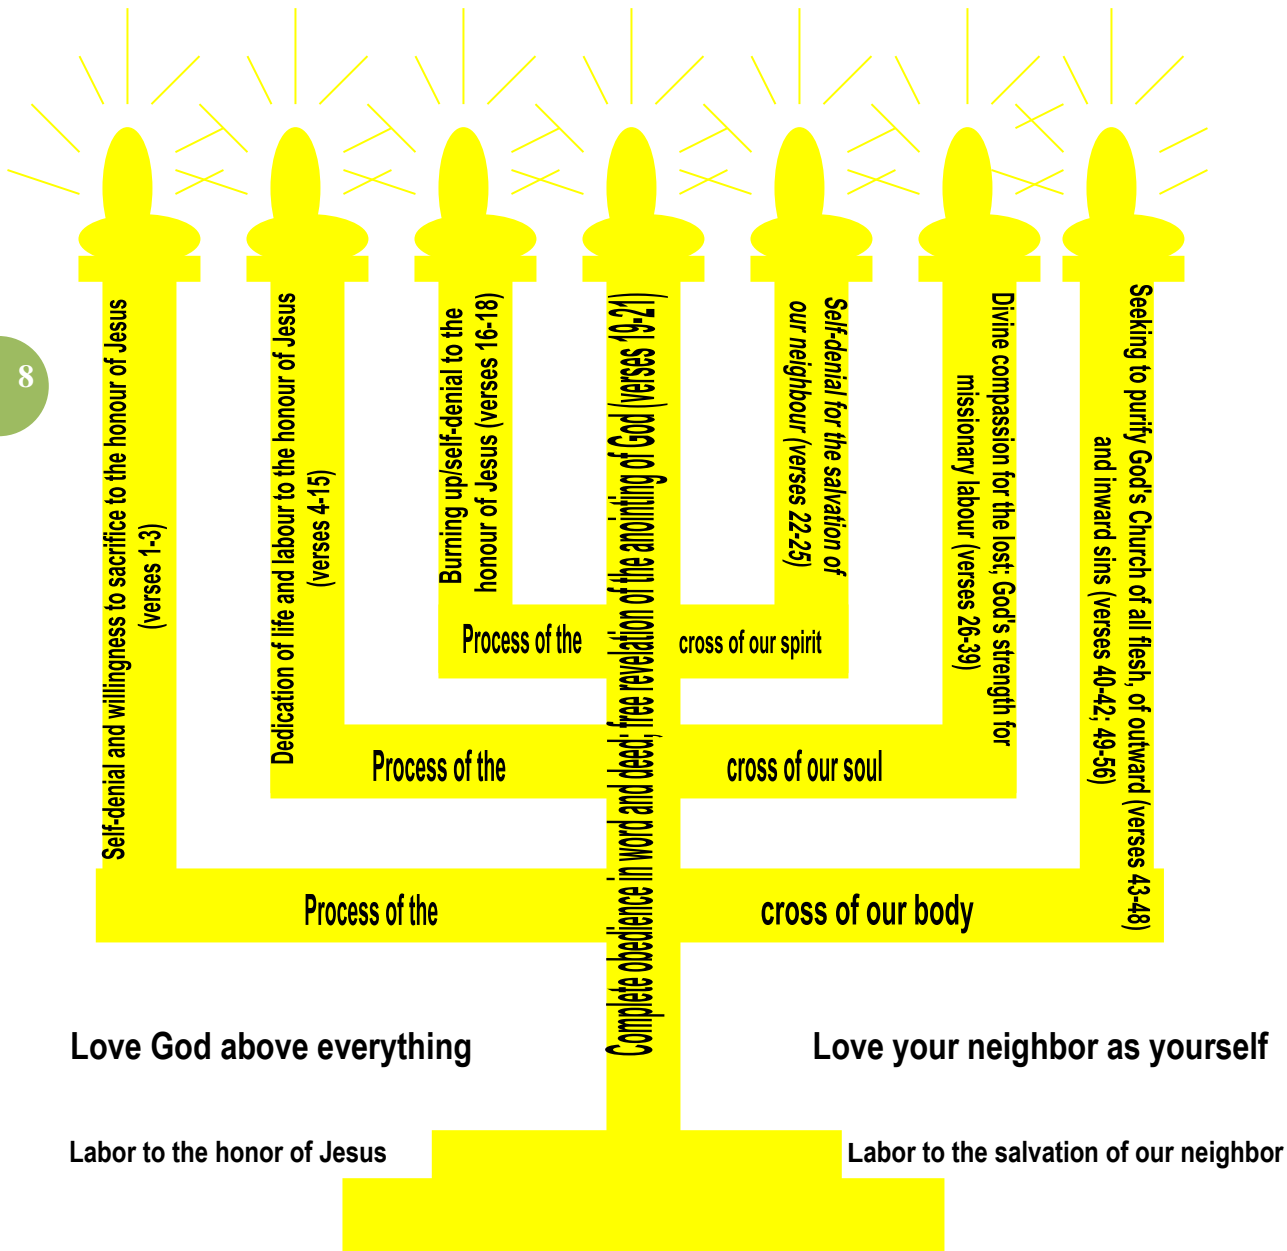 8
Self-denial and willingness to sacrifice to the honour of Jesus
(verses 1-3)
Dedication of life and labour to the honour of Jesus
(verses 4-15)
Burning up/self-denial to the
honour of Jesus (verses 16-18)
Complete obedience in word and deed; free revelation of the anointing of God (verses 19-21)
Self-denial for the salvation of
our neighbour (verses 22-25)
Divine compassion for the lost; God's strength for
missionary labour (verses 26-39)
Seeking to purify God's Church of all flesh, of outward (verses 43-48)
and inward sins (verses 40-42; 49-56)
Process of the cross of our spirit
Process of the cross of our soul
Process of the cross of our body
Love God above everything
Love your neighbor as yourself
Labor to the honor of Jesus
Labor to the salvation of our neighbor